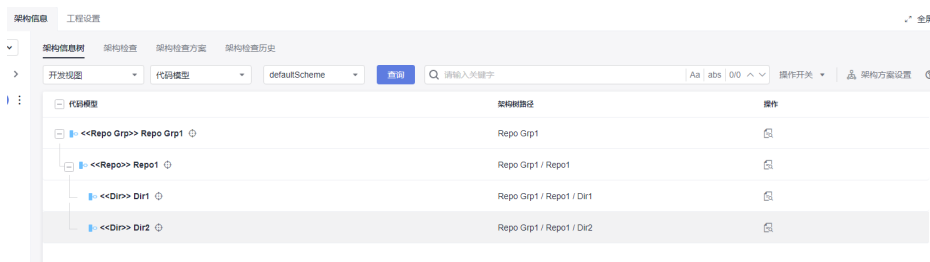 架构信息 工程设置 全屏
架构信息树 架构检查 架构检查方案 架构检查历史
开发视图 代码模型 defaultScheme 查询 请输入关键字 Aa abs 0/0 操作开关 架构方案设置
代码模型 架构树路径 操作
<<Repo Grp>> Repo Grp1 Repo Grp1
<<Repo>> Repo1 Repo Grp1 / Repo1
<<Dir>> Dir1 Repo Grp1 / Repo1 / Dir1
<<Dir>> Dir2 Repo Grp1 / Repo1 / Dir2